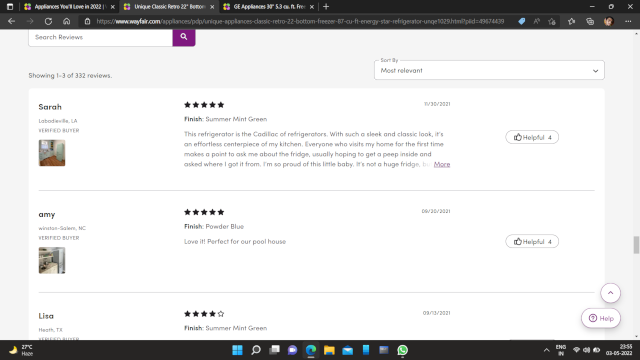 Appliances You'll Love in 2022 | W
Unique Classic Retro 22" Bottom
GE Appliances 30" 5.3 cu. ft. Free
https://www.wayfair.com/appliances/pdp/unique-appliances-classic-retro-22-bottom-freezer-87-cu-ft-energy-star-refrigerator-unqe1029.html?piid=49674439
Search Reviews
Showing 1-3 of 332 reviews.
Sort By
Most relevant
Sarah
Labadieville, LA
VERIFIED BUYER
11/30/2021
Finish: Summer Mint Green
This refrigerator is the Cadillac of refrigerators. With such a sleek and classic look, it's
an effortless centerpiece of my kitchen. Everyone who visits my home for the first time
makes a point to ask me about the fridge, usually hoping to get a peep inside and
asked where I got it from. I'm so proud of this little baby. It's not a huge fridge, More
Helpful 4
amy
winston-Salem, NC
VERIFIED BUYER
09/20/2021
Finish: Powder Blue
Love it! Perfect for our pool house
Helpful 4
Lisa
Heath, TX
VERIFIED BUYER
09/13/2021
Finish: Summer Mint Green
Help
27°C
Haze
ENG
IN
23:55
03-05-2022